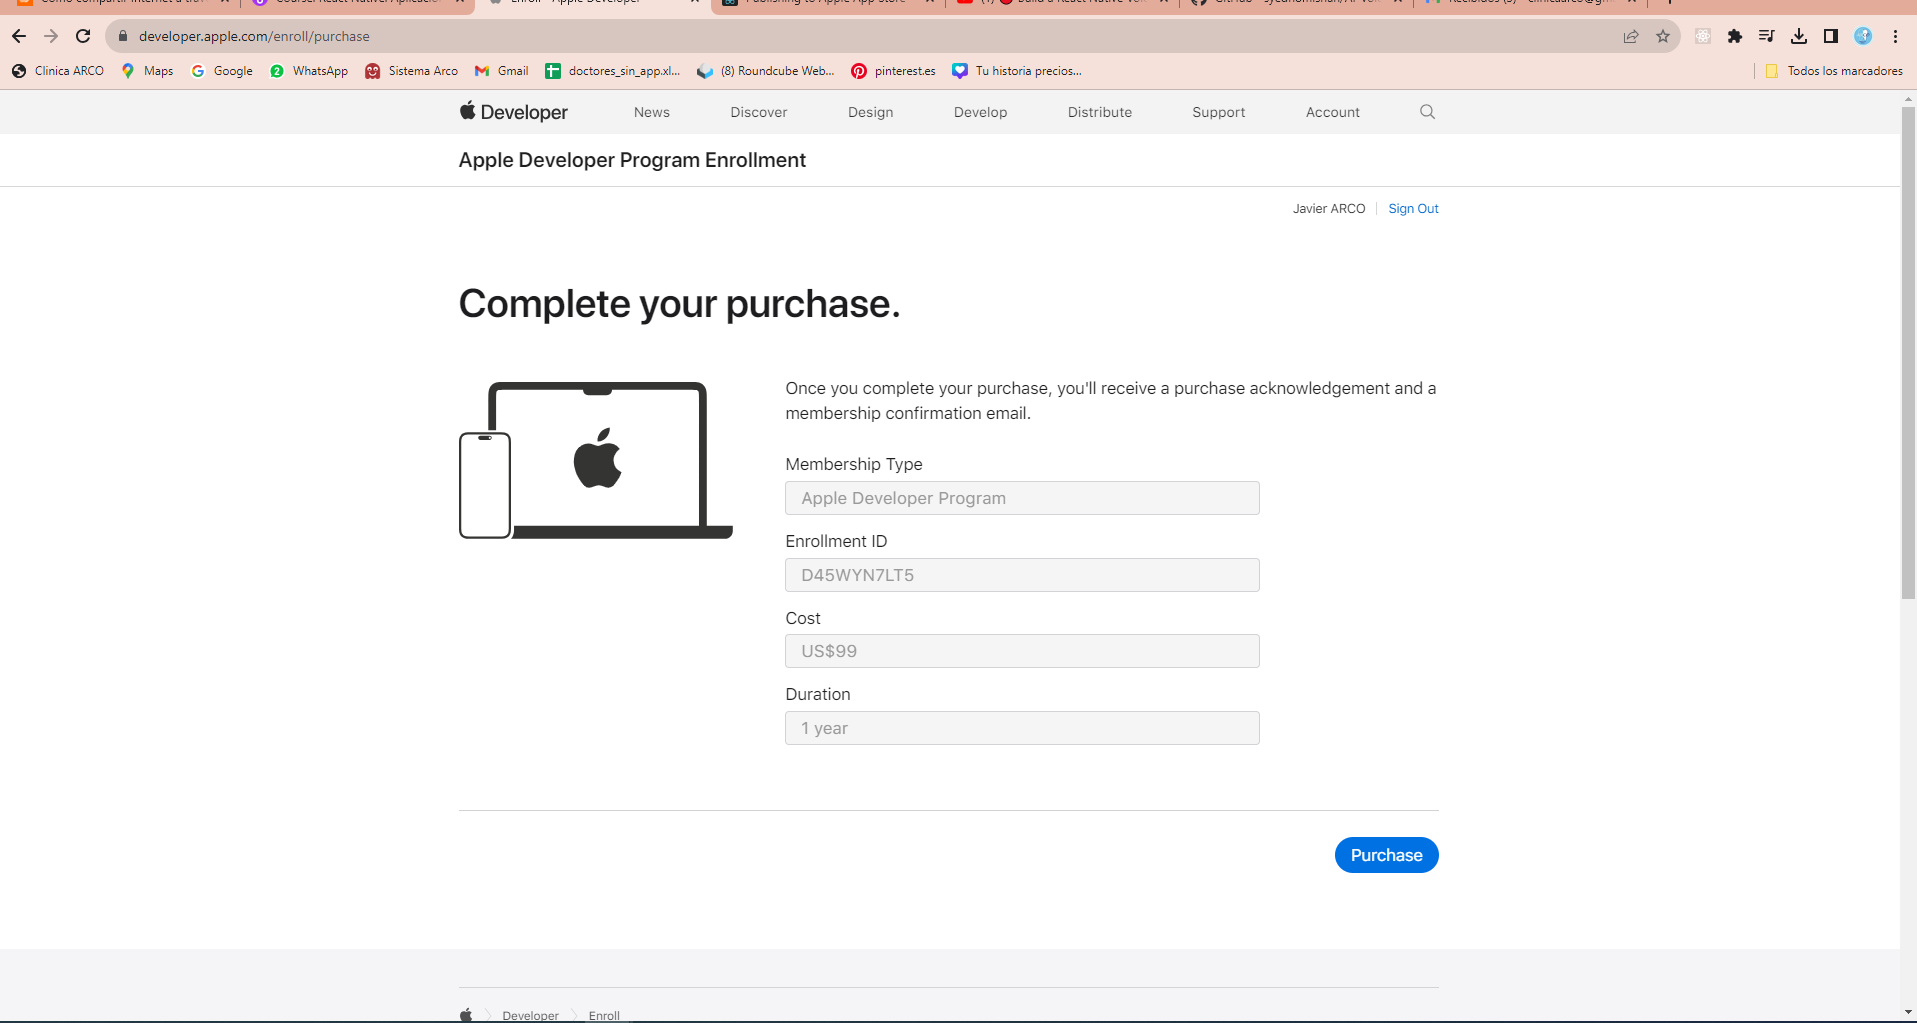 developer.apple.com/enroll/purchase
Clinica ARCO Maps Google WhatsApp Sistema Arco Gmail doctores_sin_app.xl... (8) Roundcube Web... pinterest.es Tu historia precios... Todos los marcadores
Developer News Discover Design Develop Distribute Support Account
Apple Developer Program Enrollment
Javier ARCO Sign Out
Complete your purchase.
Once you complete your purchase, you'll receive a purchase acknowledgement and a
membership confirmation email.
Membership Type
Apple Developer Program
Enrollment ID
D45WYN7LT5
Cost
US$99
Duration
1 year
Purchase
Developer Enroll